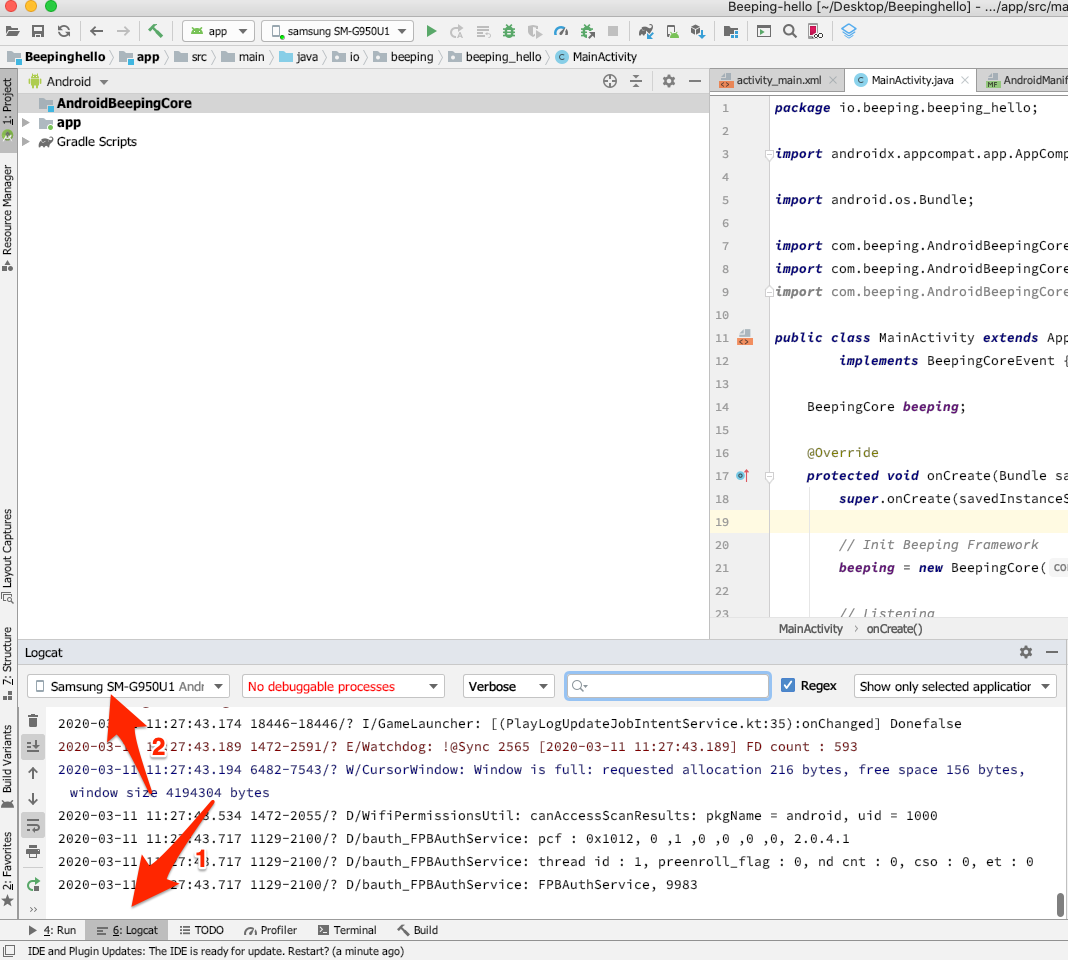 Beeping-hello [~/Desktop/Beepinghello] - .../app/src/ma
app
samsung SM-G950U1
Beepinghello
app
src
main
java
io
beeping
beeping_hello
MainActivity
1: Project
Resource Manager
Layout Captures
7: Structure
Build Variants
2: Favorites
Android
AndroidBeepingCore
app
Gradle Scripts
activity_main.xml
MainActivity.java
AndroidManif
1 package io.beeping.beeping_hello;
2
3 import androidx.appcompat.app.AppComp
4
5 import android.os.Bundle;
6
7 import com.beeping.AndroidBeepingCore
8 import com.beeping.AndroidBeepingCore
9 import com.beeping.AndroidBeepingCore
10
11 public class MainActivity extends App
12 implements BeepingCoreEvent {
13
14 BeepingCore beeping;
15
16 @Override
17 protected void onCreate(Bundle sa
18 super.onCreate(savedInstanceS
19
20 // Init Beeping Framework
21 beeping = new BeepingCore( co
22
23 // Listening
MainActivity › onCreate()
Logcat
Samsung SM-G950U1 Andr
No debuggable processes
Verbose
Regex
Show only selected application
2020-03-11 11:27:43.174 18446-18446/? I/GameLauncher: [(PlayLogUpdateJobIntentService.kt:35):onChanged] Donefalse
2020-03-11 11:27:43.189 1472-2591/? E/Watchdog: !@Sync 2565 [2020-03-11 11:27:43.189] FD count : 593
2020-03-11 11:27:43.194 6482-7543/? W/CursorWindow: Window is full: requested allocation 216 bytes, free space 156 bytes,
window size 4194304 bytes
2020-03-11 11:27:43.534 1472-2055/? D/WifiPermissionsUtil: canAccessScanResults: pkgName = android, uid = 1000
2020-03-11 11:27:43.717 1129-2100/? D/bauth_FPBAuthService: pcf : 0x1012, 0 ,1 ,0 ,0 ,0 ,0, 2.0.4.1
2020-03-11 11:27:43.717 1129-2100/? D/bauth_FPBAuthService: thread id : 1, preenroll_flag : 0, nd cnt : 0, cso : 0, et : 0
2020-03-11 11:27:43.717 1129-2100/? D/bauth_FPBAuthService: FPBAuthService, 9983
2
1
4: Run
6: Logcat
TODO
Profiler
Terminal
Build
IDE and Plugin Updates: The IDE is ready for update. Restart? (a minute ago)